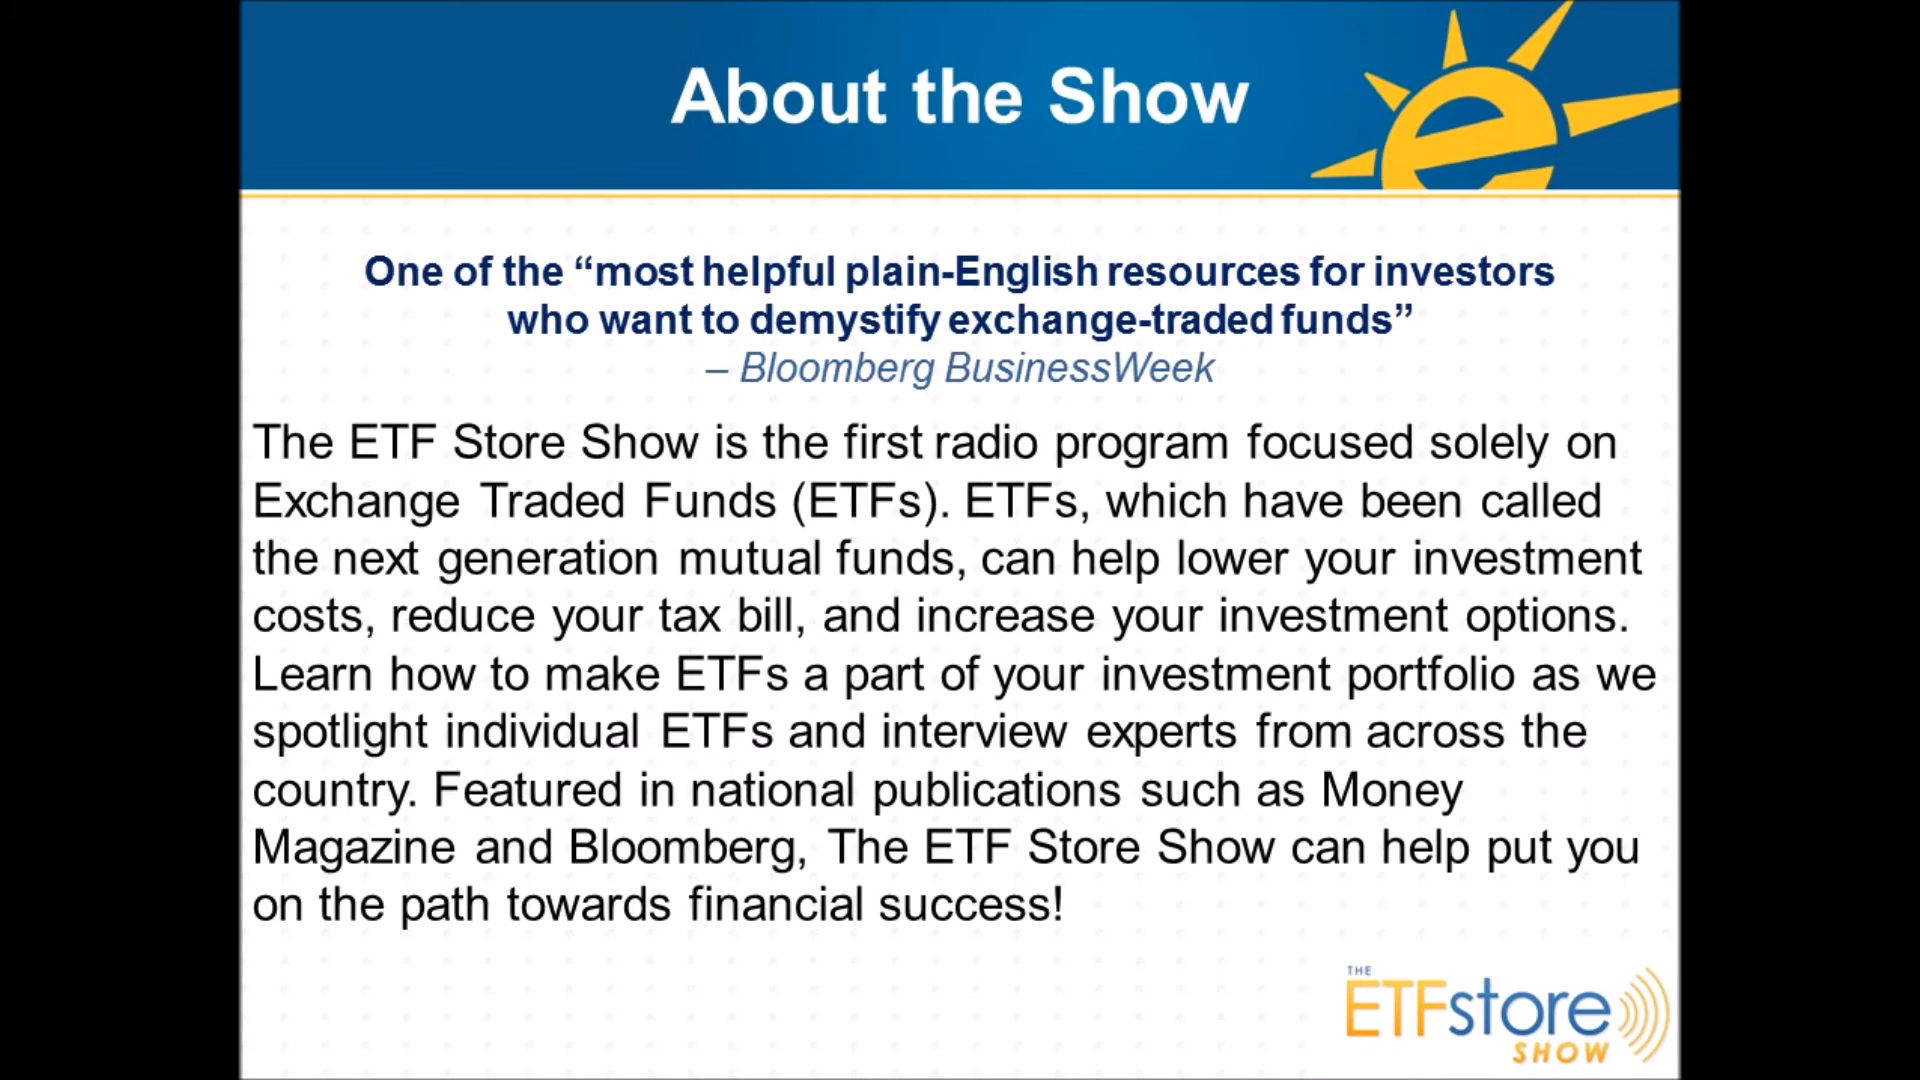 About the Show
One of the “most helpful plain-English resources for investors
who want to demystify exchange-traded funds”
– Bloomberg BusinessWeek
The ETF Store Show is the first radio program focused solely on
Exchange Traded Funds (ETFs). ETFs, which have been called
the next generation mutual funds, can help lower your investment
costs, reduce your tax bill, and increase your investment options.
Learn how to make ETFs a part of your investment portfolio as we
spotlight individual ETFs and interview experts from across the
country. Featured in national publications such as Money
Magazine and Bloomberg, The ETF Store Show can help put you
on the path towards financial success!
THE
ETFstore
SHOW